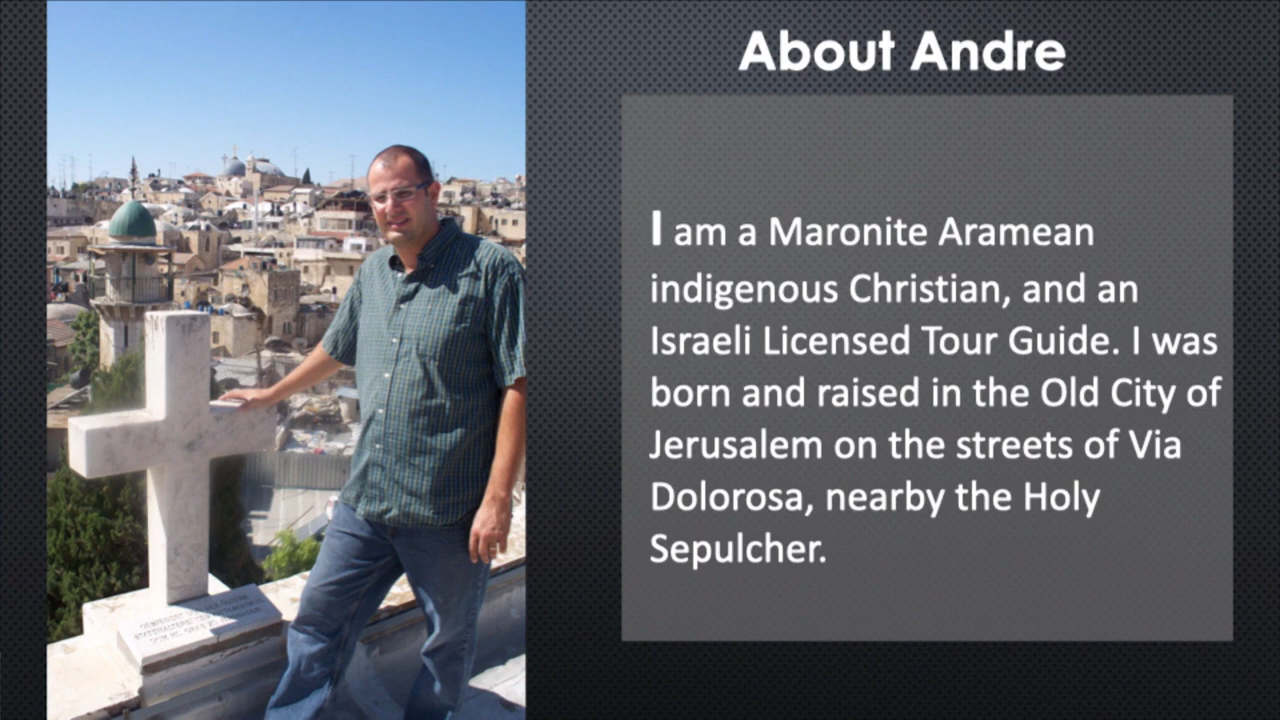 About Andre
I am a Maronite Aramean
indigenous Christian, and an
Israeli Licensed Tour Guide. I was
born and raised in the Old City of
Jerusalem on the streets of Via
Dolorosa, nearby the Holy
Sepulcher.